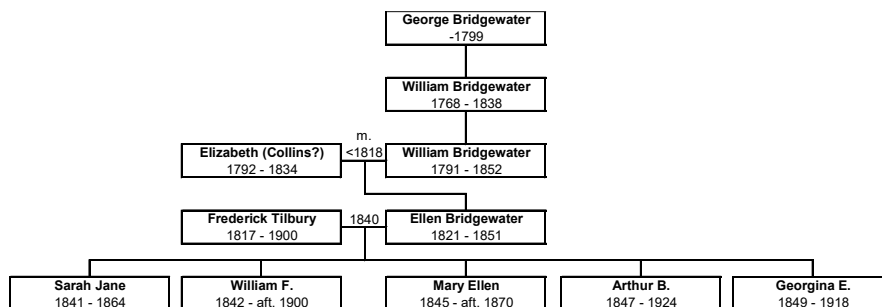 George Bridgewater
-1799
William Bridgewater
1768 - 1838
m.
<1818
Elizabeth (Collins?)
1792 - 1834
William Bridgewater
1791 - 1852
Frederick Tilbury
1817 - 1900
1840
Ellen Bridgewater
1821 - 1851
Sarah Jane
1841 - 1864
William F.
1842 - aft. 1900
Mary Ellen
1845 - aft. 1870
Arthur B.
1847 - 1924
Georgina E.
1849 - 1918